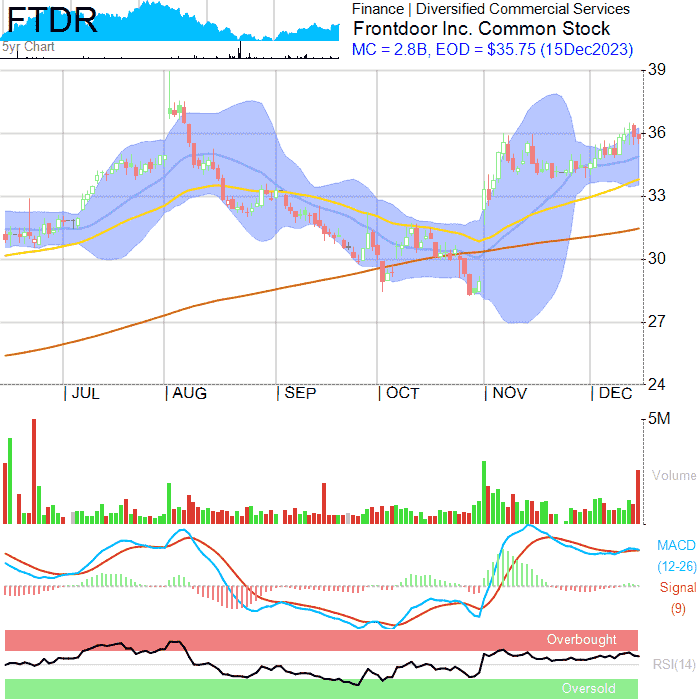 FTDR
5yr Chart
Finance | Diversified Commercial Services
Frontdoor Inc. Common Stock
MC = 2.8B, EOD = $35.75 (15Dec2023)
39
36
33
30
27
24
| JUL | AUG | SEP | OCT | NOV | DEC
5M
Volume
MACD
(12-26)
Signal
(9)
Overbought
RSI(14)
Oversold